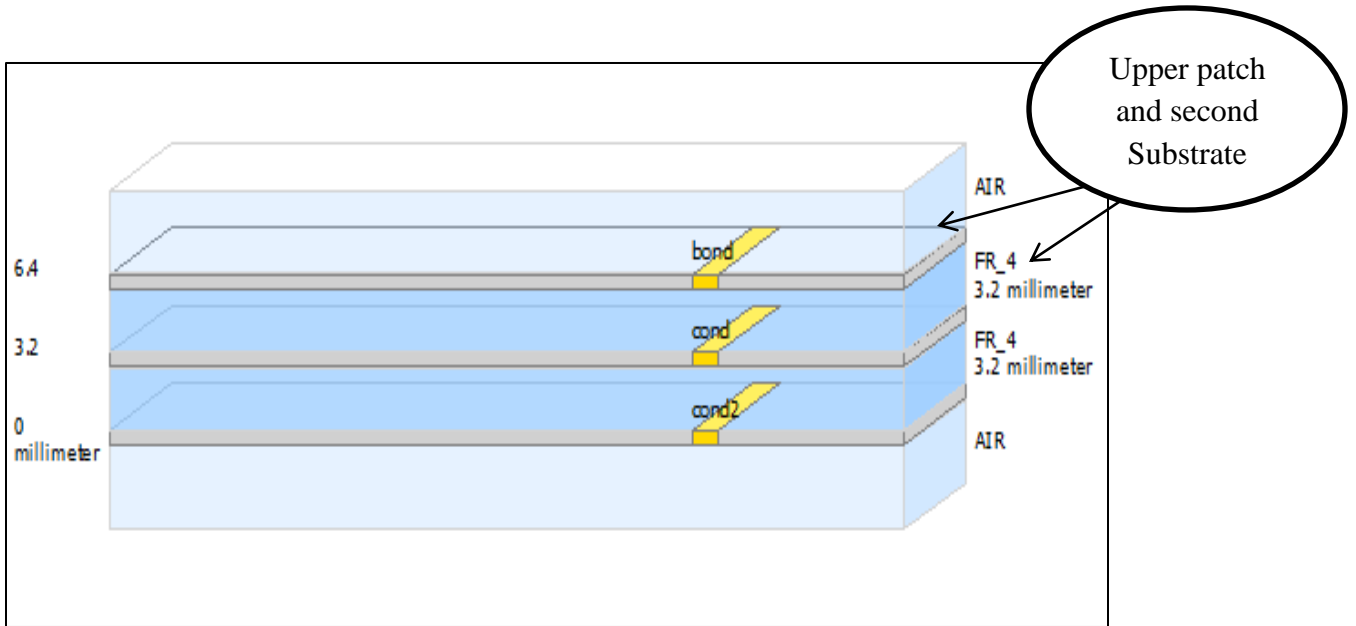 Upper patch
and second
Substrate
AIR
bond
6.4
FR_4
3.2 millimeter
cond
3.2
FR_4
3.2 millimeter
cond2
0
millimeter
AIR